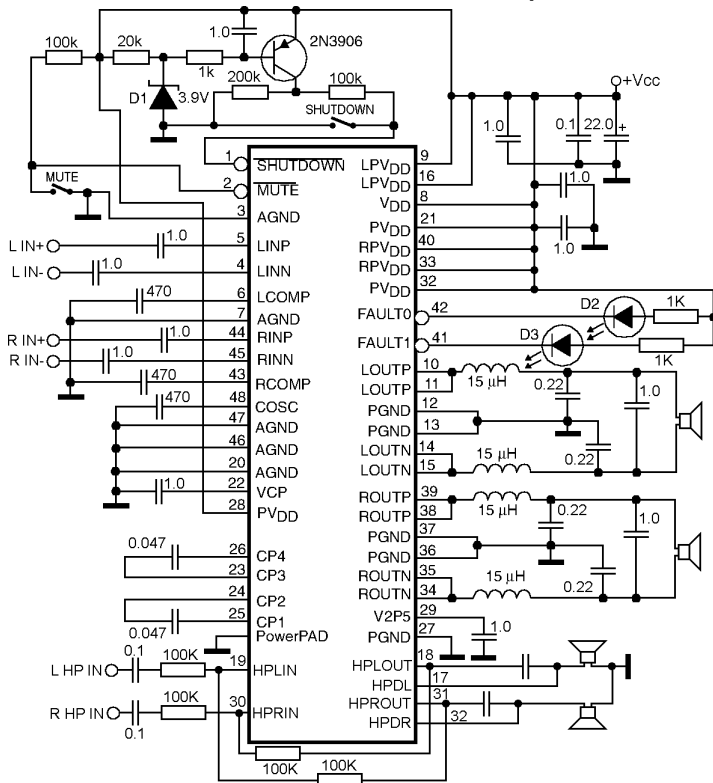 100k 20k 1k 1.0 2N3906
D1 3.9V 200k 100k
SHUTDOWN
+Vcc
1.0 0.1 22.0 +
1.0
1.0
MUTE
1 SHUTDOWN
2 MUTE
3 AGND
L IN+ 1.0 5 LINP
L IN- 1.0 4 LINN
470 6 LCOMP
7 AGND
R IN+ 1.0 44 RINP
R IN- 1.0 45 RINN
470 43 RCOMP
470 48 COSC
47 AGND
46 AGND
20 AGND
1.0 22 VCP
28 PVDD
0.047 26 CP4
23 CP3
24 CP2
0.047 25 CP1
PowerPAD
L HP IN 0.1 100K 19 HPLIN
R HP IN 0.1 100K 30 HPRIN
100K
100K
LPVDD 9
LPVDD 16
VDD 8
PVDD 21
RPVDD 40
RPVDD 33
PVDD 32
FAULT0 42 D2 1K
FAULT1 41 D3 1K
LOUTP 10 15 µH 0.22 1.0
LOUTP 11
PGND 12
PGND 13
LOUTN 14
LOUTN 15 15 µH 0.22
ROUTP 39 15 µH 0.22 1.0
ROUTP 38
PGND 37
PGND 36
ROUTN 35
ROUTN 34 15 µH 0.22
V2P5 29 1.0
PGND 27
HPLOUT 18
HPDL 17
HPROUT 31
HPDR 32